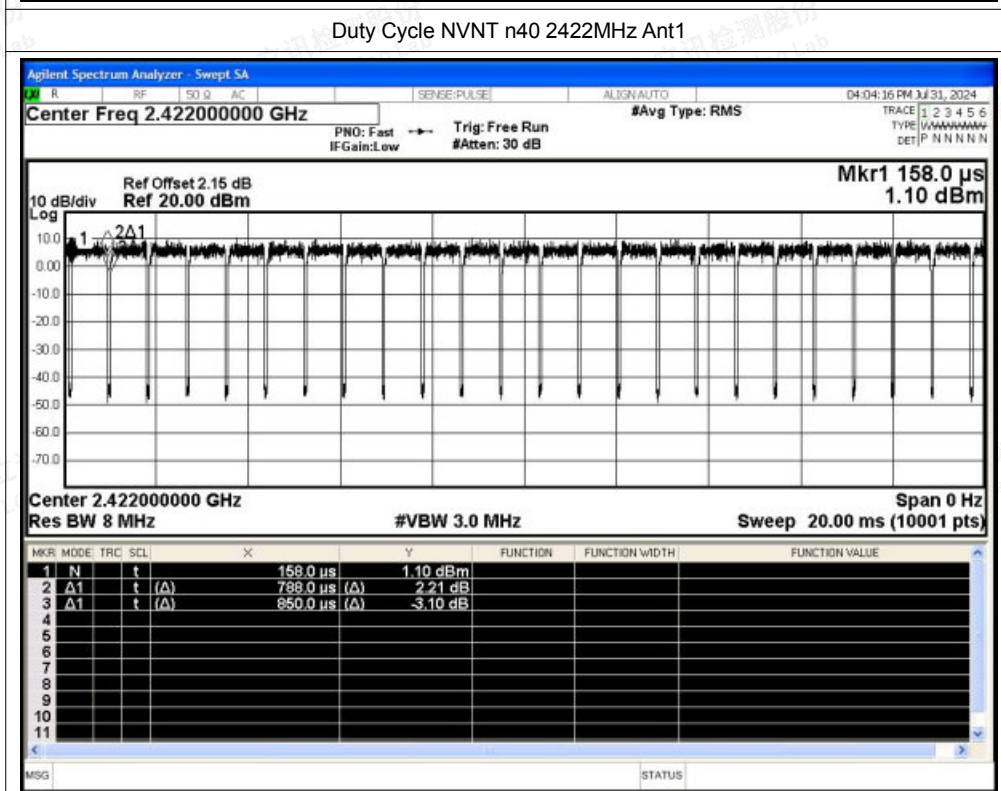 Duty Cycle NVNT n40 2422MHz Ant1
Agilent Spectrum Analyzer - Swept SA
R RF 50 Ω AC SENSE:PULSE ALIGN AUTO 04:04:16 PM Jul 31, 2024
Center Freq 2.422000000 GHz #Avg Type: RMS TRACE 1 2 3 4 5 6
PNO: Fast Trig: Free Run TYPE
IFGain:Low #Atten: 30 dB DET P N N N N N
Mkr1 158.0 µs
Ref Offset 2.15 dB
10 dB/div Ref 20.00 dBm 1.10 dBm
Log
10.0 1 2Δ1
0.00
-10.0
-20.0
-30.0
-40.0
-50.0
-60.0
-70.0
Center 2.422000000 GHz Span 0 Hz
Res BW 8 MHz #VBW 3.0 MHz Sweep 20.00 ms (10001 pts)
MKR MODE TRC SCL X Y FUNCTION FUNCTION WIDTH FUNCTION VALUE
1 N t 158.0 µs 1.10 dBm
2 Δ1 t (Δ) 788.0 µs (Δ) 2.21 dB
3 Δ1 t (Δ) 850.0 µs (Δ) -3.10 dB
4
5
6
7
8
9
10
11
MSG STATUS